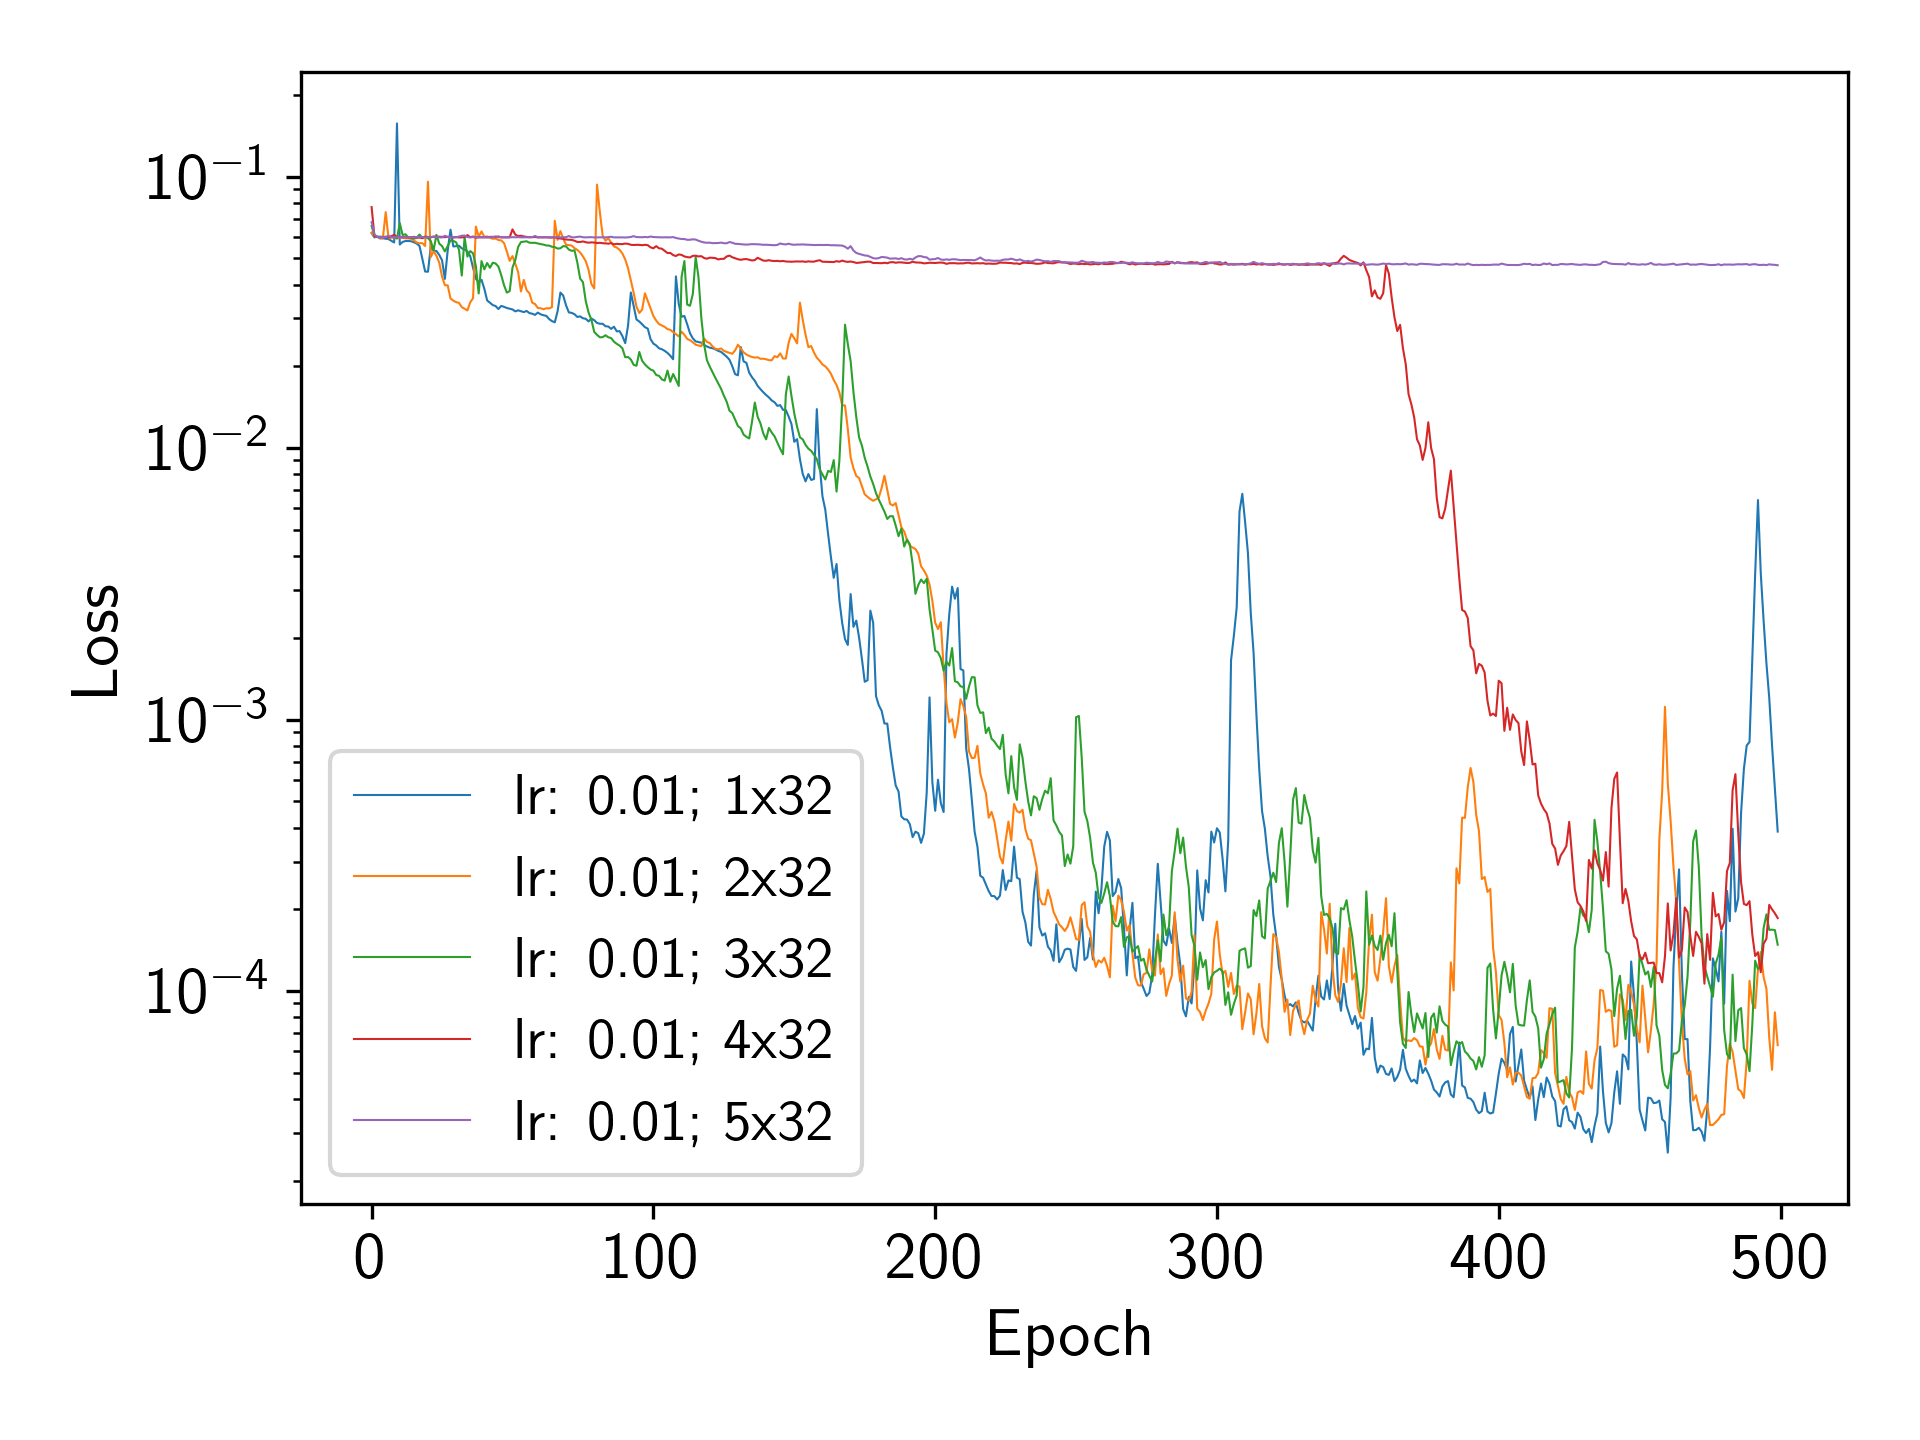 10⁻¹
10⁻²
10⁻³
10⁻⁴
Loss
lr: 0.01; 1x32
lr: 0.01; 2x32
lr: 0.01; 3x32
lr: 0.01; 4x32
lr: 0.01; 5x32
0 100 200 300 400 500
Epoch